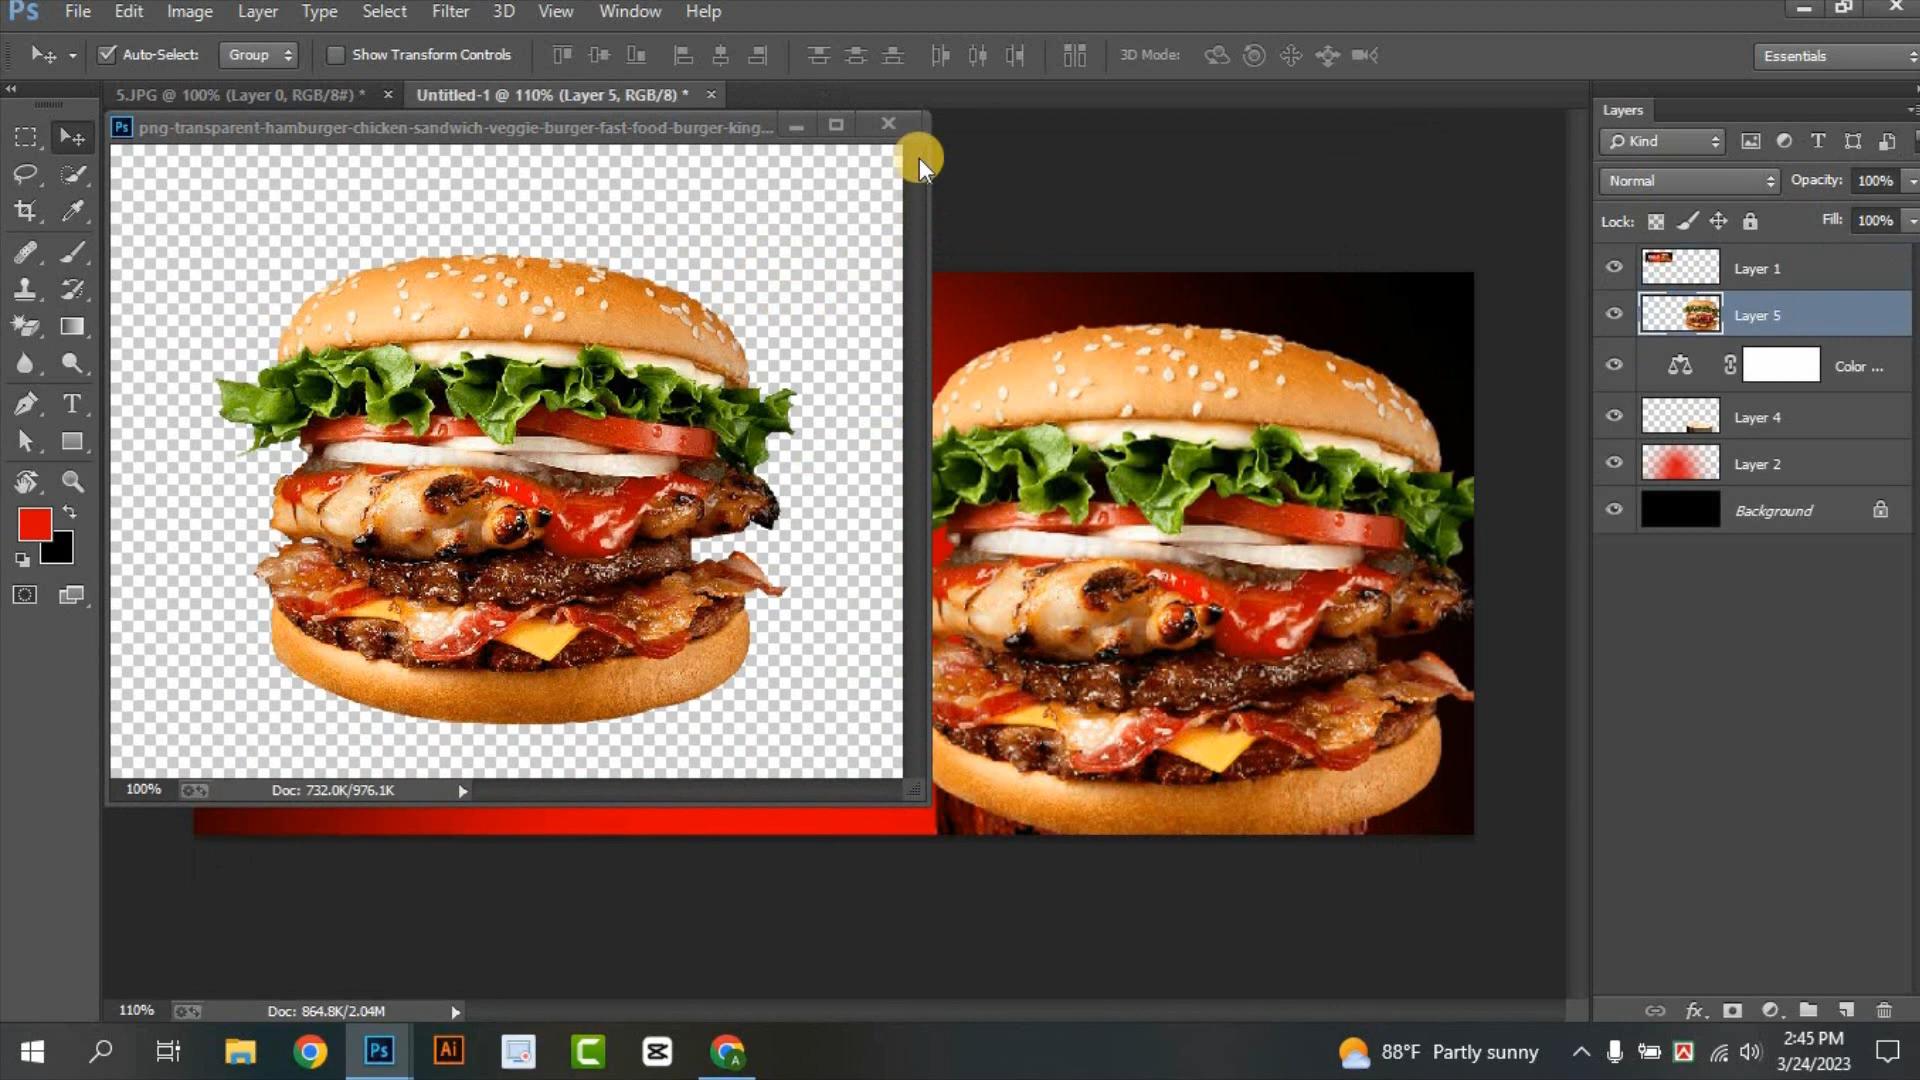 Ps File Edit Image Layer Type Select Filter 3D View Window Help
Auto-Select: Group Show Transform Controls 3D Mode: Essentials
5.JPG @ 100% (Layer 0, RGB/8#) * × Untitled-1 @ 110% (Layer 5, RGB/8) * ×
Ps png-transparent-hamburger-chicken-sandwich-veggie-burger-fast-food-burger-king...
Layers
Kind
Normal Opacity: 100%
Lock: Fill: 100%
Layer 1
Layer 5
Color ...
Layer 4
Layer 2
Background
100% Doc: 732.0K/976.1K
110% Doc: 864.8K/2.04M
Ps Ai 88°F Partly sunny 2:45 PM
3/24/2023